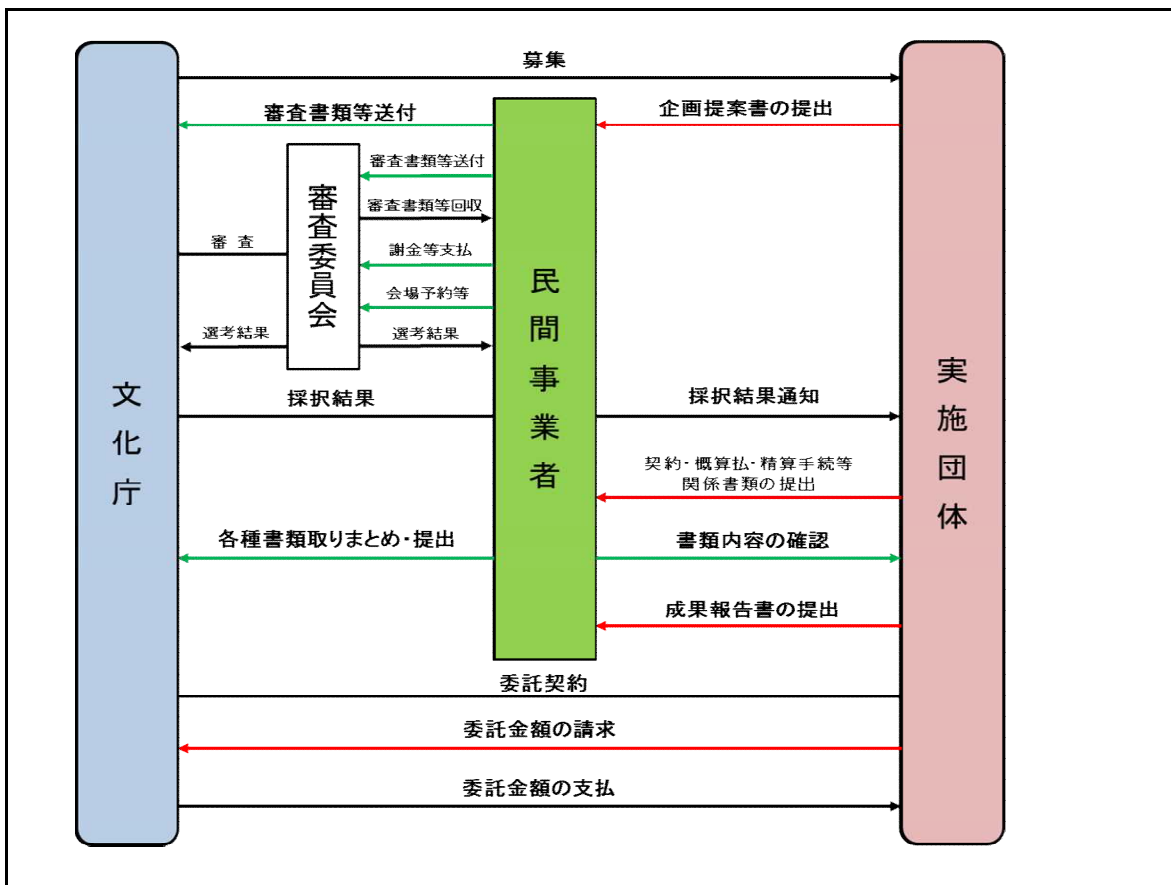 募集
審査書類等送付
企画提案書の提出
審査書類等送付
審査書類等回収
審 査
謝金等支払
会場予約等
選考結果
選考結果
審査委員会
民間事業者
文化庁
実施団体
採択結果
採択結果通知
契約・概算払・精算手続等
関係書類の提出
各種書類取りまとめ・提出
書類内容の確認
成果報告書の提出
委託契約
委託金額の請求
委託金額の支払